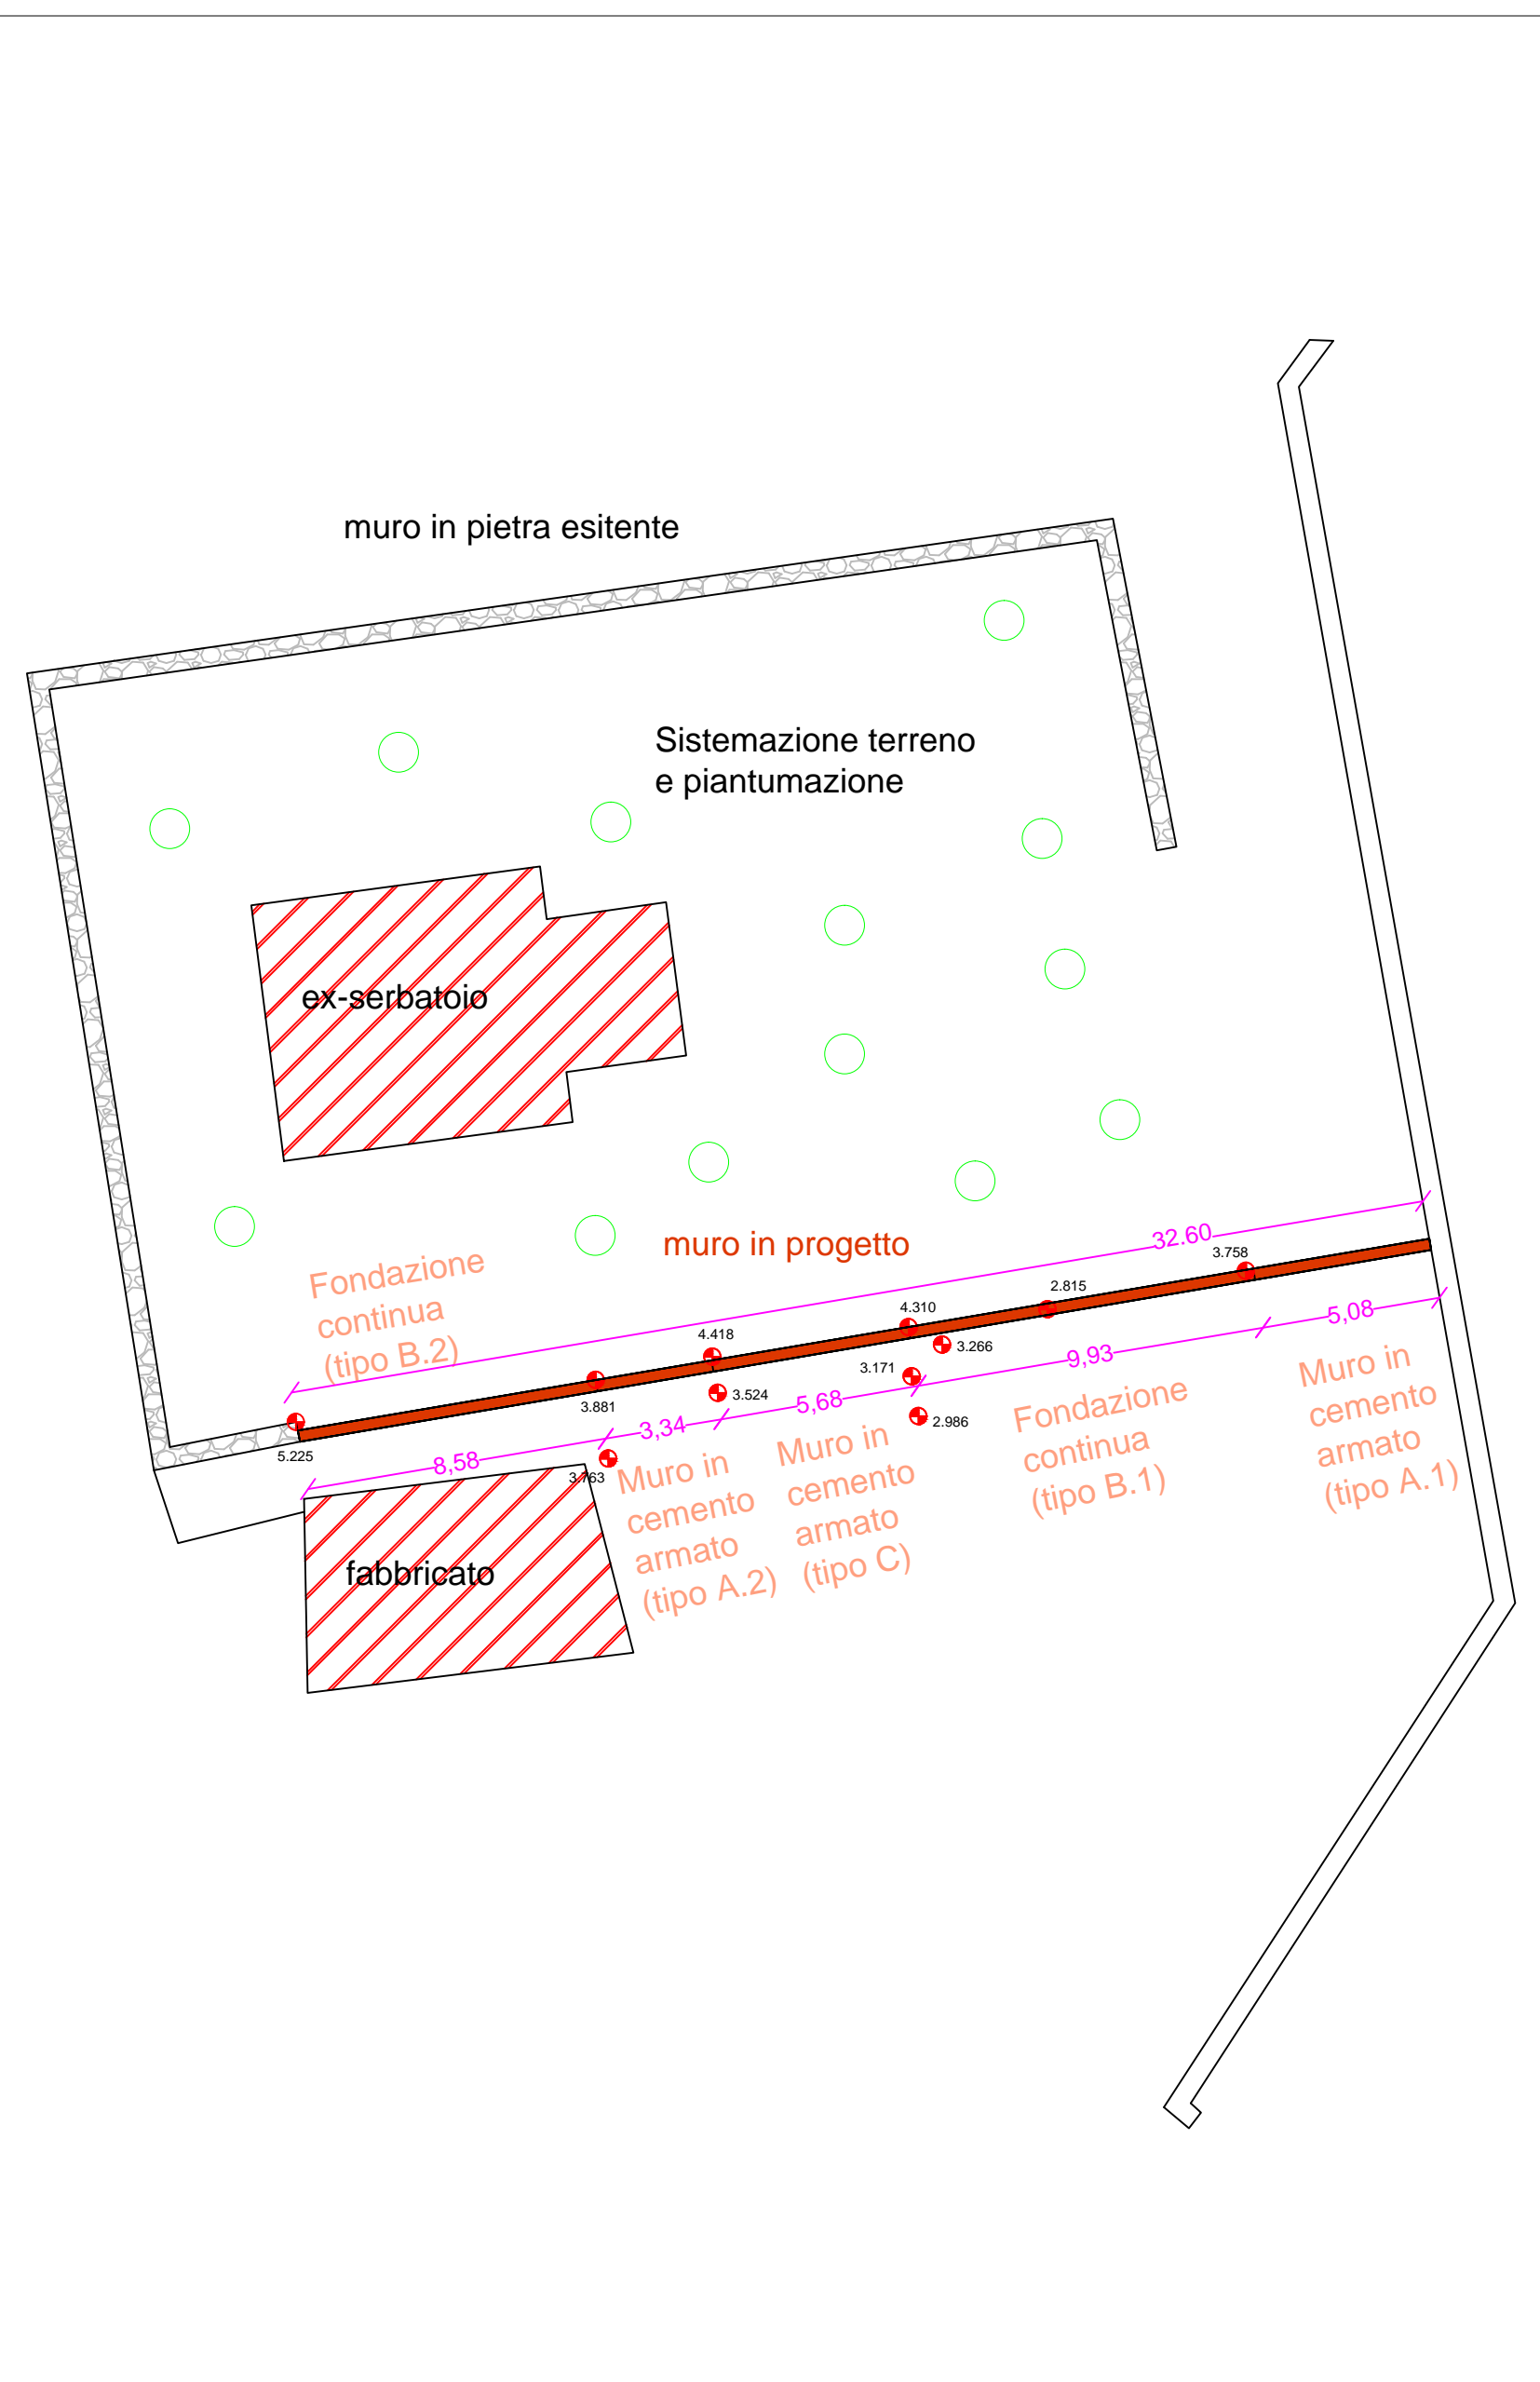 muro in pietra esitente
Sistemazione terreno
e piantumazione
ex-serbatoio
muro in progetto
32.60
3.758
Fondazione
continua
(tipo B.2)
2.815
4.310
4.418
3.266
3.171
3.524
3.881
2.986
5.225
3.763
8,58
3,34
5,68
9,93
5,08
Muro in
cemento
armato
(tipo A.2)
Muro in
cemento
armato
(tipo C)
Fondazione
continua
(tipo B.1)
Muro in
cemento
armato
(tipo A.1)
fabbricato